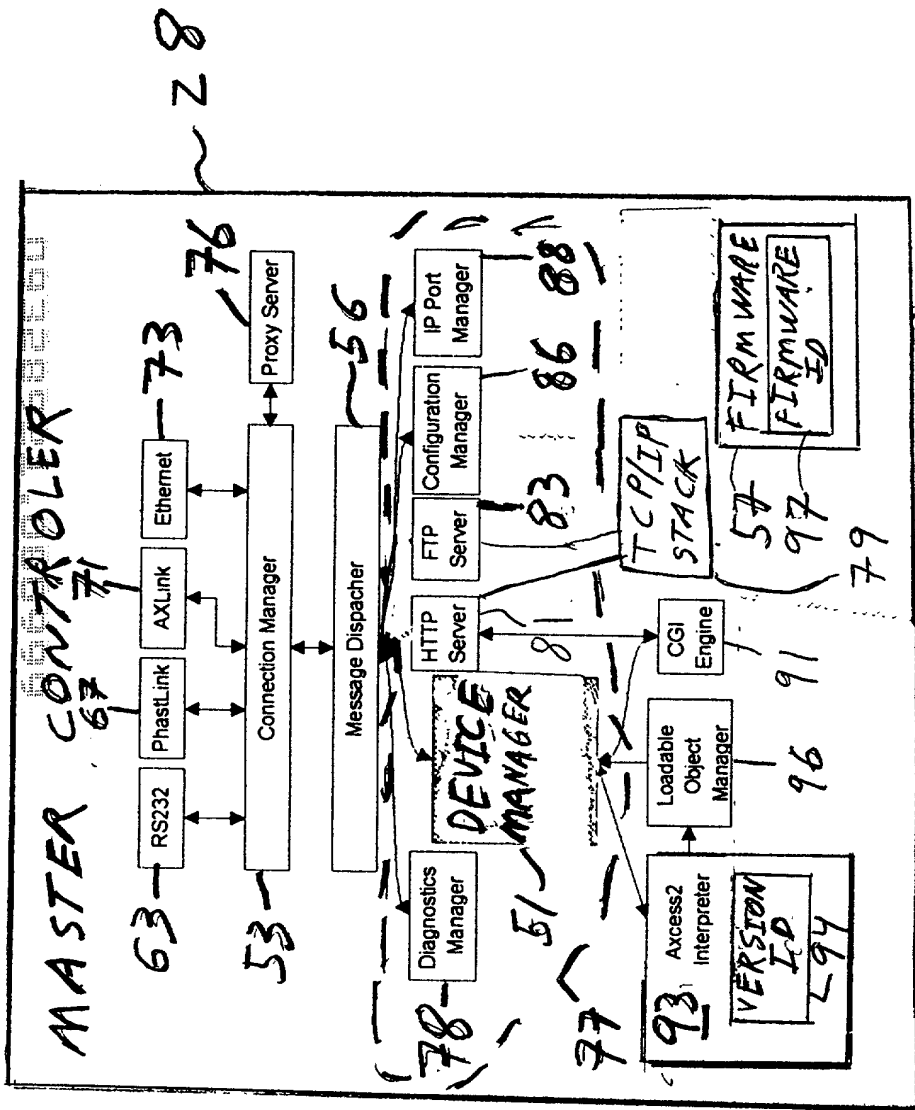 MASTER CONTROLER
28
63
67
71
73
76
RS232
PhastLink
AXLink
Ethernet
Proxy Server
53
Connection Manager
56
Message Dispacher
78
Diagnostics
Manager
DEVICE
MANAGER
51
HTTP
Server
81
FTP
Server
83
Configuration
Manager
86
IP Port
Manager
88
77
TCP/IP
STACK
79
93
Axcess2
Interpreter
VERSION
ID
94
Loadable
Object
Manager
96
CGI
Engine
91
FIRMWARE
FIRMWARE
ID
57
97